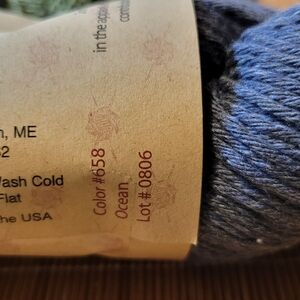 in the
, ME
2
Wash Cold
Flat
the USA
Color #658
Ocean
Lot #0806